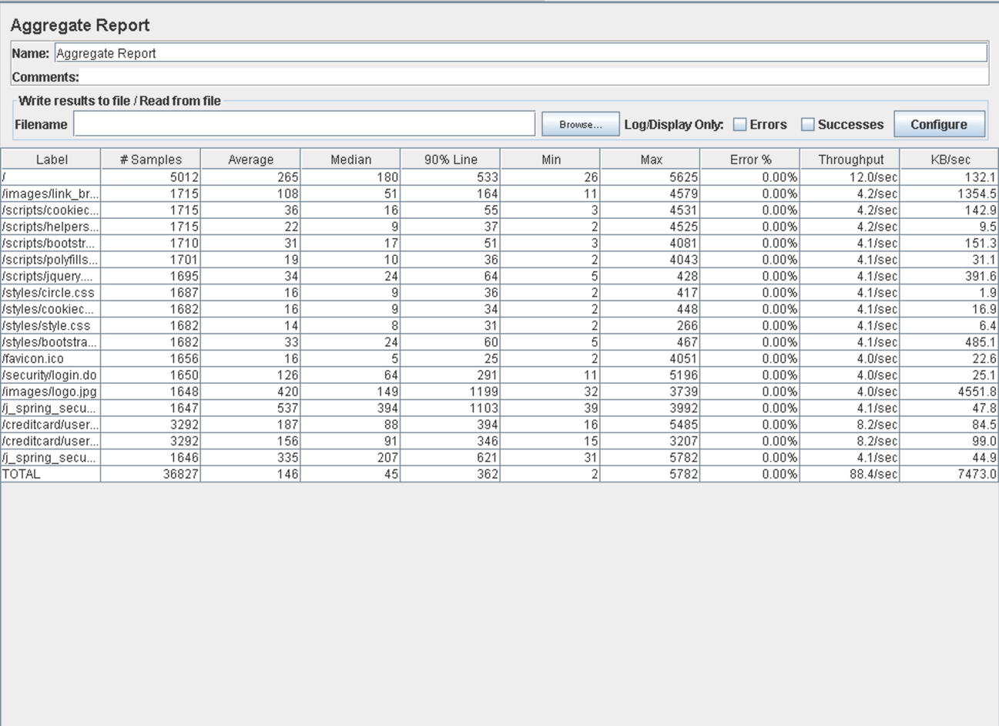 Aggregate Report
Name: Aggregate Report
Comments:
Write results to file / Read from file
Filename Browse... Log/Display Only: Errors Successes Configure
Label # Samples Average Median 90% Line Min Max Error % Throughput KB/sec
/ 5012 265 180 533 26 5625 0.00% 12.0/sec 132.1
/images/link_br... 1715 108 51 164 11 4579 0.00% 4.2/sec 1354.5
/scripts/cookiec... 1715 36 16 55 3 4531 0.00% 4.2/sec 142.9
/scripts/helpers... 1715 22 9 37 2 4525 0.00% 4.2/sec 9.5
/scripts/bootstr... 1710 31 17 51 3 4081 0.00% 4.1/sec 151.3
/scripts/polyfills... 1701 19 10 36 2 4043 0.00% 4.1/sec 31.1
/scripts/jquery.... 1695 34 24 64 5 428 0.00% 4.1/sec 391.6
/styles/circle.css 1687 16 9 36 2 417 0.00% 4.1/sec 1.9
/styles/cookiec... 1682 16 9 34 2 448 0.00% 4.1/sec 16.9
/styles/style.css 1682 14 8 31 2 266 0.00% 4.1/sec 6.4
/styles/bootstra... 1682 33 24 60 5 467 0.00% 4.1/sec 485.1
/favicon.ico 1656 16 5 25 2 4051 0.00% 4.0/sec 22.6
/security/login.do 1650 126 64 291 11 5196 0.00% 4.0/sec 25.1
/images/logo.jpg 1648 420 149 1199 32 3739 0.00% 4.0/sec 4551.8
/j_spring_secu... 1647 537 394 1103 39 3992 0.00% 4.1/sec 47.8
/creditcard/user... 3292 187 88 394 16 5485 0.00% 8.2/sec 84.5
/creditcard/user... 3292 156 91 346 15 3207 0.00% 8.2/sec 99.0
/j_spring_secu... 1646 335 207 621 31 5782 0.00% 4.1/sec 44.9
TOTAL 36827 146 45 362 2 5782 0.00% 88.4/sec 7473.0